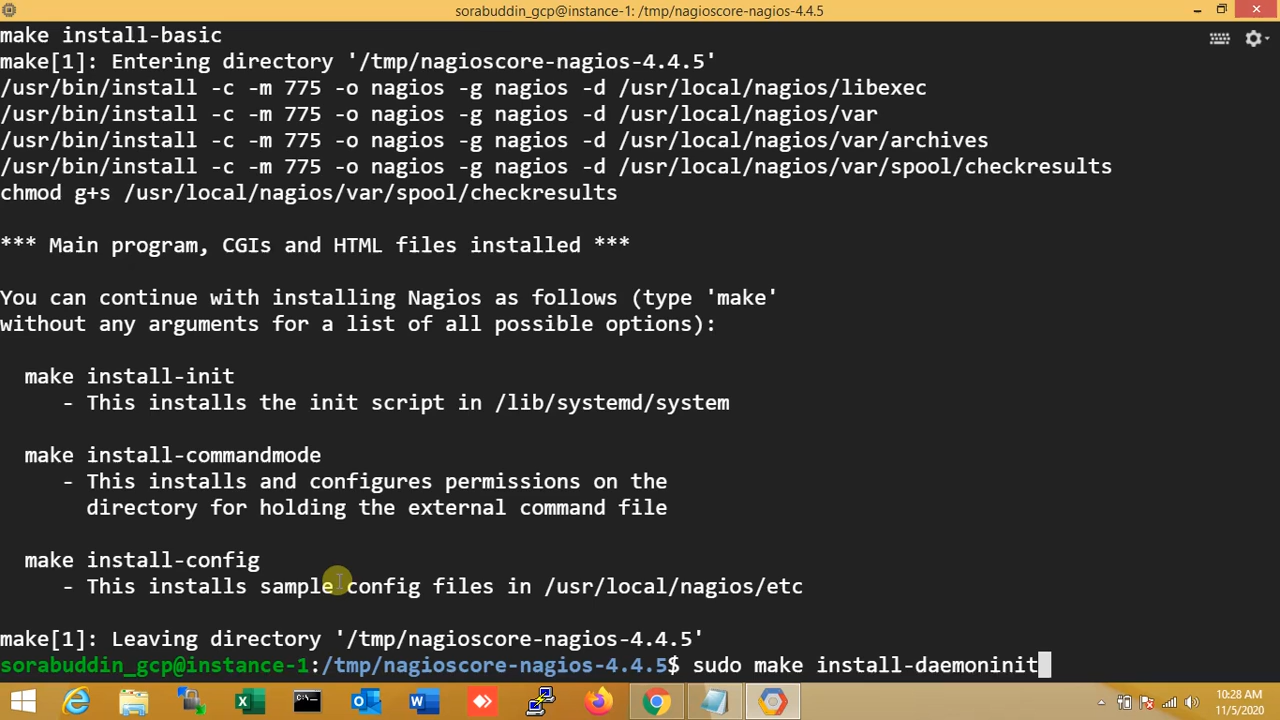 sorabuddin_gcp@instance-1: /tmp/nagioscore-nagios-4.4.5
make install-basic
make[1]: Entering directory '/tmp/nagioscore-nagios-4.4.5'
/usr/bin/install -c -m 775 -o nagios -g nagios -d /usr/local/nagios/libexec
/usr/bin/install -c -m 775 -o nagios -g nagios -d /usr/local/nagios/var
/usr/bin/install -c -m 775 -o nagios -g nagios -d /usr/local/nagios/var/archives
/usr/bin/install -c -m 775 -o nagios -g nagios -d /usr/local/nagios/var/spool/checkresults
chmod g+s /usr/local/nagios/var/spool/checkresults
*** Main program, CGIs and HTML files installed ***
You can continue with installing Nagios as follows (type 'make'
without any arguments for a list of all possible options):
make install-init
- This installs the init script in /lib/systemd/system
make install-commandmode
- This installs and configures permissions on the
directory for holding the external command file
make install-config
- This installs sample config files in /usr/local/nagios/etc
make[1]: Leaving directory '/tmp/nagioscore-nagios-4.4.5'
sorabuddin_gcp@instance-1:/tmp/nagioscore-nagios-4.4.5$ sudo make install-daemoninit
10:28 AM
11/5/2020